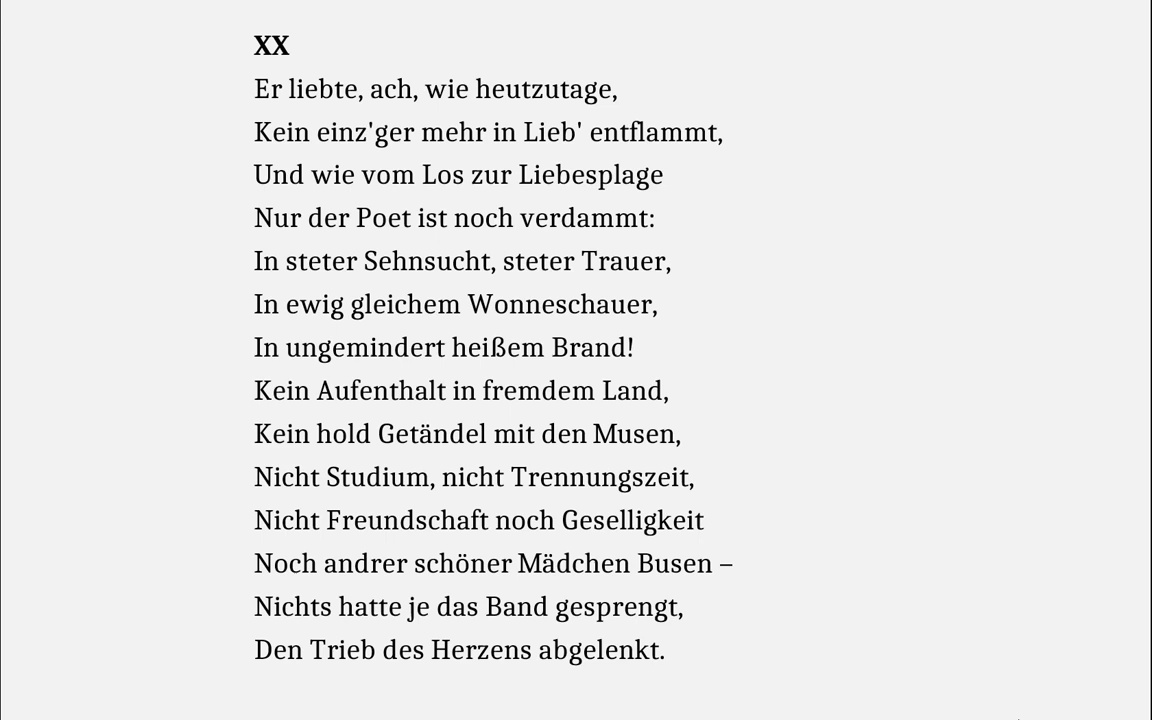 XX
Er liebte, ach, wie heutzutage,
Kein einz'ger mehr in Lieb' entflammt,
Und wie vom Los zur Liebesplage
Nur der Poet ist noch verdammt:
In steter Sehnsucht, steter Trauer,
In ewig gleichem Wonneschauer,
In ungemindert heißem Brand!
Kein Aufenthalt in fremdem Land,
Kein hold Getändel mit den Musen,
Nicht Studium, nicht Trennungszeit,
Nicht Freundschaft noch Geselligkeit
Noch andrer schöner Mädchen Busen –
Nichts hatte je das Band gesprengt,
Den Trieb des Herzens abgelenkt.